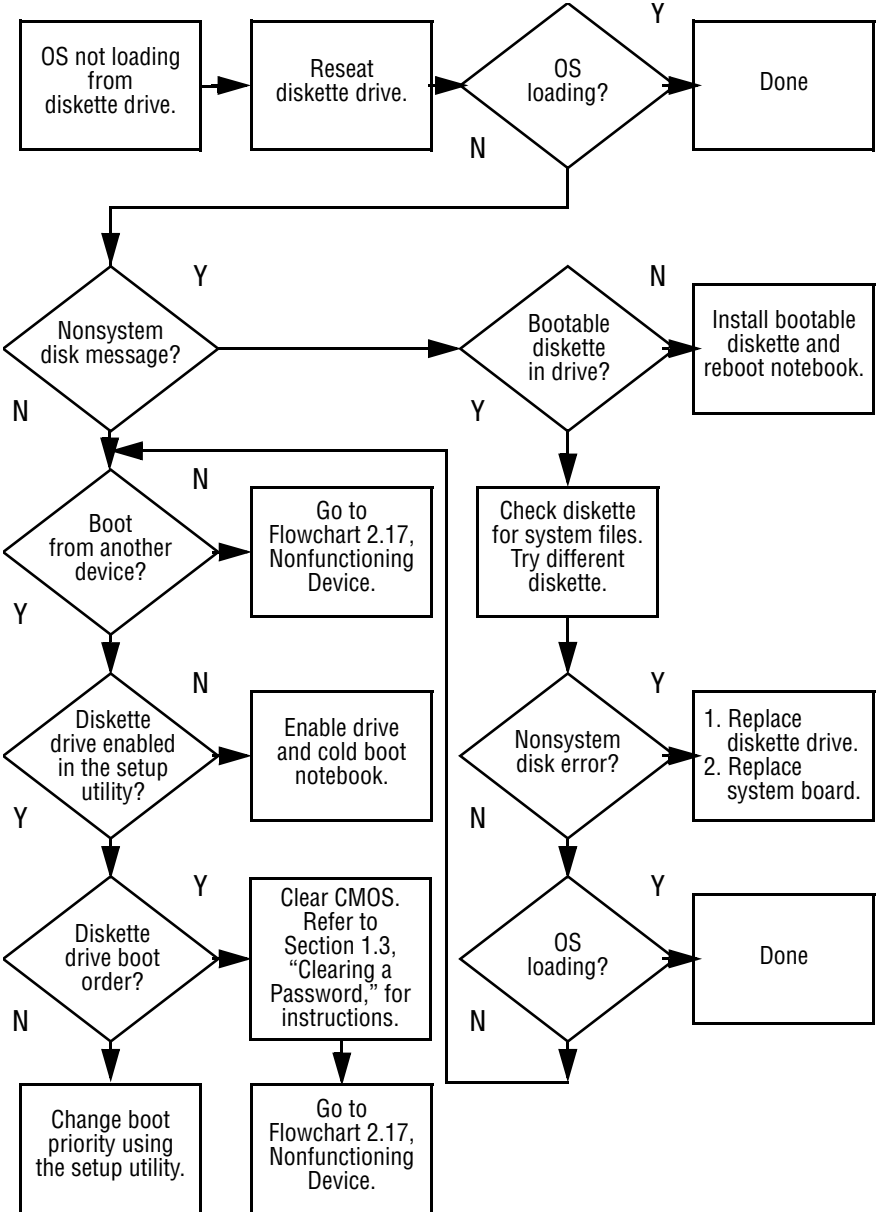 OS not loading
from
diskette drive.
Reseat
diskette drive.
OS
loading?
Y
N
Done
Nonsystem
disk message?
Y
N
Bootable
diskette
in drive?
N
Y
Install bootable
diskette and
reboot notebook.
Boot
from another
device?
N
Y
Go to
Flowchart 2.17,
Nonfunctioning
Device.
Check diskette
for system files.
Try different
diskette.
Diskette
drive enabled
in the setup
utility?
N
Y
Enable drive
and cold boot
notebook.
Nonsystem
disk error?
Y
N
1. Replace
diskette drive.
2. Replace
system board.
Diskette
drive boot
order?
Y
N
Clear CMOS.
Refer to
Section 1.3,
“Clearing a
Password,” for
instructions.
OS
loading?
Y
N
Done
Change boot
priority using
the setup utility.
Go to
Flowchart 2.17,
Nonfunctioning
Device.